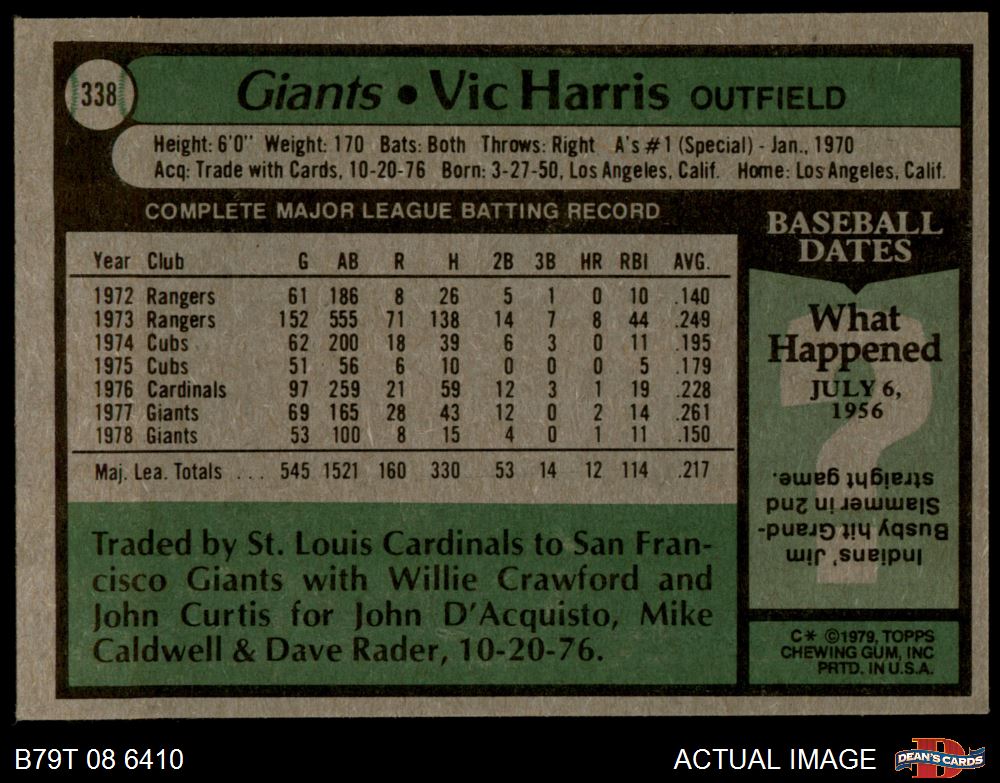 338
Giants • Vic Harris OUTFIELD
Height: 6'0" Weight: 170 Bats: Both Throws: Right A's #1 (Special) - Jan., 1970
Acq: Trade with Cards, 10-20-76 Born: 3-27-50, Los Angeles, Calif. Home: Los Angeles, Calif.
COMPLETE MAJOR LEAGUE BATTING RECORD
Year Club G AB R H 2B 3B HR RBI AVG.
1972 Rangers 61 186 8 26 5 1 0 10 .140
1973 Rangers 152 555 71 138 14 7 8 44 .249
1974 Cubs 62 200 18 39 6 3 0 11 .195
1975 Cubs 51 56 6 10 0 0 0 5 .179
1976 Cardinals 97 259 21 59 12 3 1 19 .228
1977 Giants 69 165 28 43 12 0 2 14 .261
1978 Giants 53 100 8 15 4 0 1 11 .150
Maj. Lea. Totals ... 545 1521 160 330 53 14 12 114 .217
Traded by St. Louis Cardinals to San Fran-
cisco Giants with Willie Crawford and
John Curtis for John D'Acquisto, Mike
Caldwell & Dave Rader, 10-20-76.
BASEBALL
DATES
What
Happened
JULY 6,
1956
Indians' Jim
Busby hit Grand-
Slammer in 2nd
straight game.
C* ©1979, TOPPS
CHEWING GUM, INC
PRTD. IN U.S.A.
B79T 08 6410
ACTUAL IMAGE
D
DEAN'S CARDS